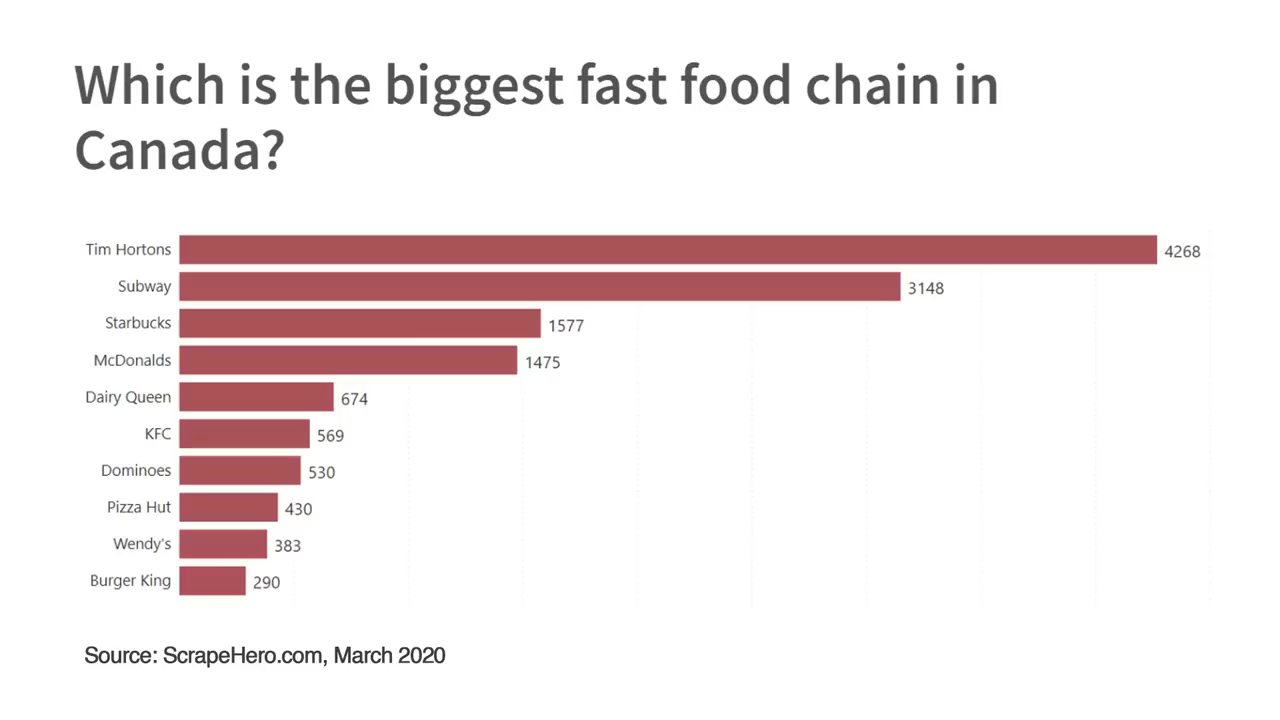 Which is the biggest fast food chain in
Canada?
Tim Hortons 4268
Subway 3148
Starbucks 1577
McDonalds 1475
Dairy Queen 674
KFC 569
Dominoes 530
Pizza Hut 430
Wendy's 383
Burger King 290
Source: ScrapeHero.com, March 2020